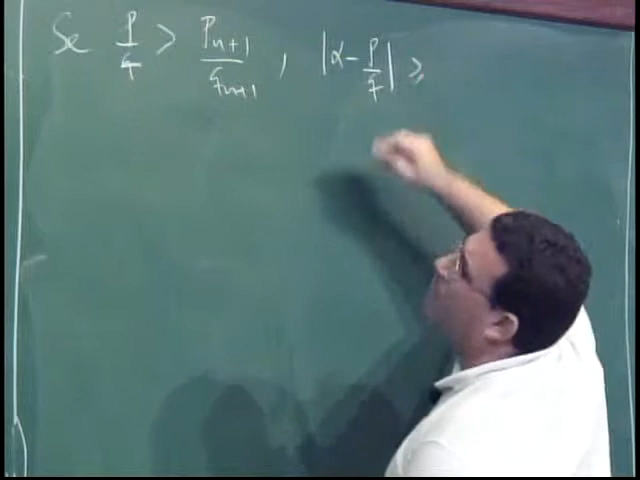 Se p/q > p_{n+1}/q_{n+1}, |α - p/q| ≥